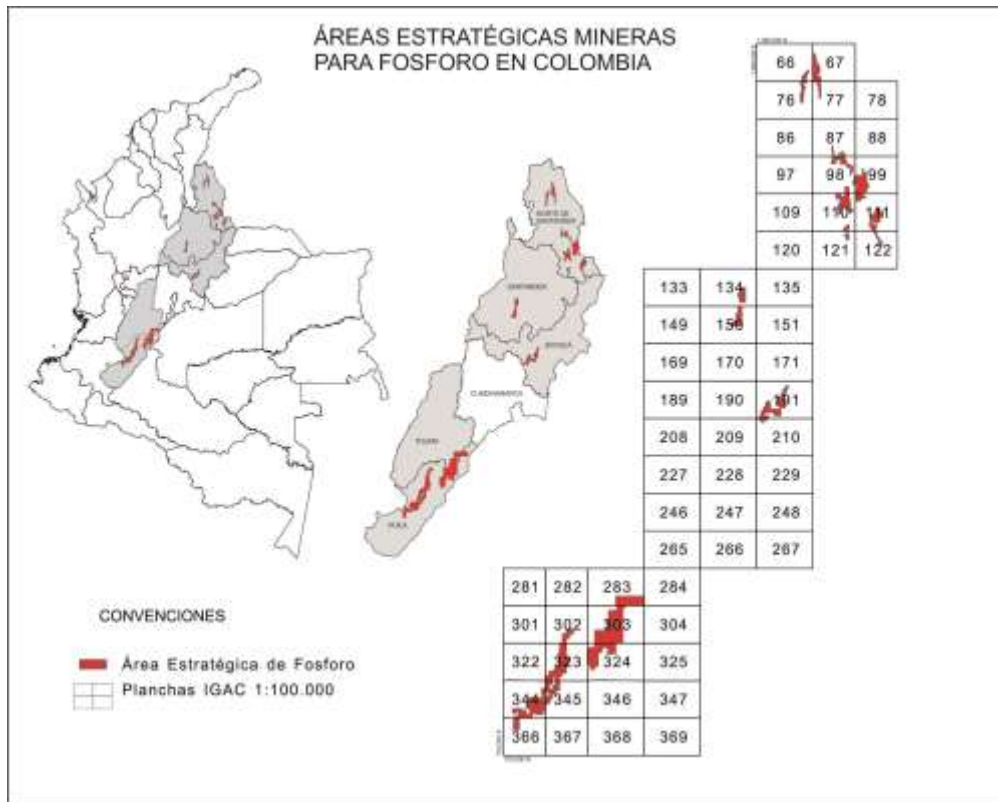 ÁREAS ESTRATÉGICAS MINERAS
PARA FOSFORO EN COLOMBIA
66 67
76 77 78
86 87 88
97 98 99
109 110 111
120 121 122
133 134 135
149 150 151
169 170 171
189 190 191
208 209 210
227 228 229
246 247 248
265 266 267
281 282 283 284
301 302 303 304
322 323 324 325
344 345 346 347
366 367 368 369
NORTE DE
SANTANDER
SANTANDER
BOYACA
CUNDINAMARCA
TOLIMA
HUILA
CONVENCIONES
Área Estratégica de Fosforo
Planchas IGAC 1:100.000